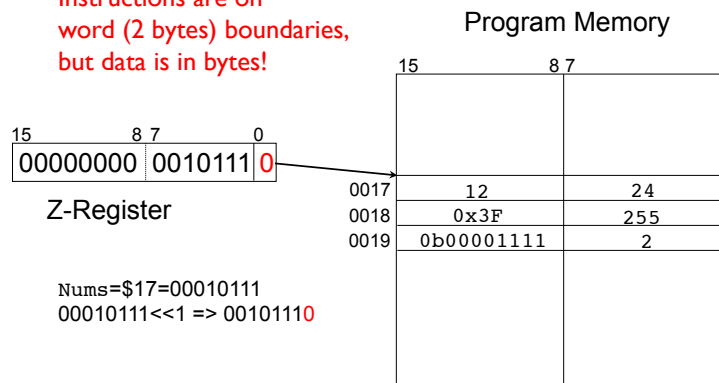 Instructions are on
word (2 bytes) boundaries,
but data is in bytes!
Program Memory
15 8 7
15 8 7 0
00000000 0010111 0
Z-Register
0017 12 24
0018 0x3F 255
0019 0b00001111 2
Nums=$17=00010111
00010111<<1 => 00101110